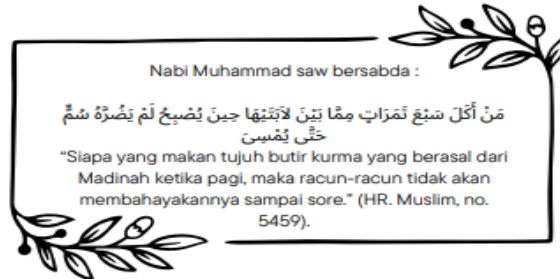 Nabi Muhammad saw bersabda :
مَنْ أَكَلَ سَبْعَ تَمَرَاتٍ مِمَّا بَيْنَ لاَبَتَيْهَا حِينَ يُصْبِحُ لَمْ يَضُرَّهُ سُمٌّ
حَتَّى يُمْسِىَ
“Siapa yang makan tujuh butir kurma yang berasal dari
Madinah ketika pagi, maka racun-racun tidak akan
membahayakannya sampai sore.” (HR. Muslim, no.
5459).